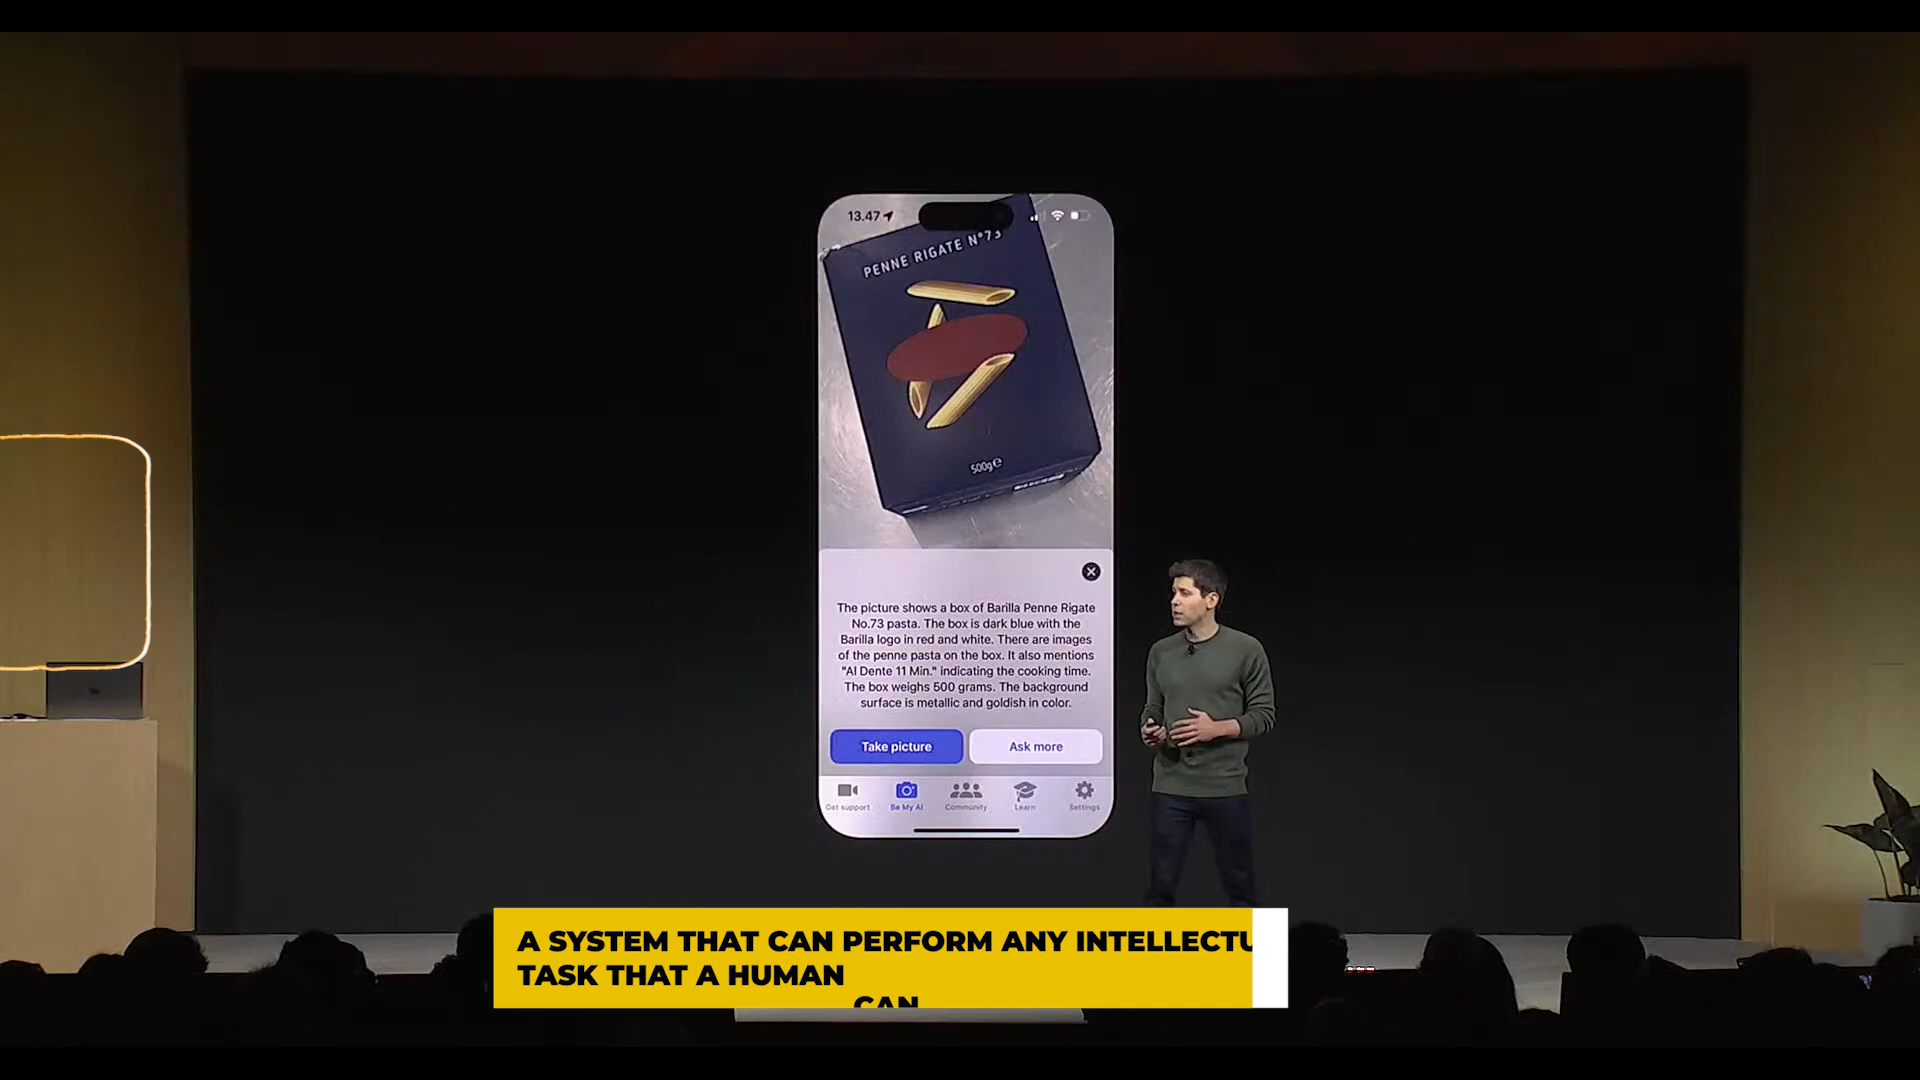 13.47
PENNE RIGATE N°73
500g e
The picture shows a box of Barilla Penne Rigate
No.73 pasta. The box is dark blue with the
Barilla logo in red and white. There are images
of the penne pasta on the box. It also mentions
"Al Dente 11 Min." indicating the cooking time.
The box weighs 500 grams. The background
surface is metallic and goldish in color.
Take picture
Ask more
Get support
Be My AI
Community
Learn
Settings
A SYSTEM THAT CAN PERFORM ANY INTELLECTU
TASK THAT A HUMAN
CAN